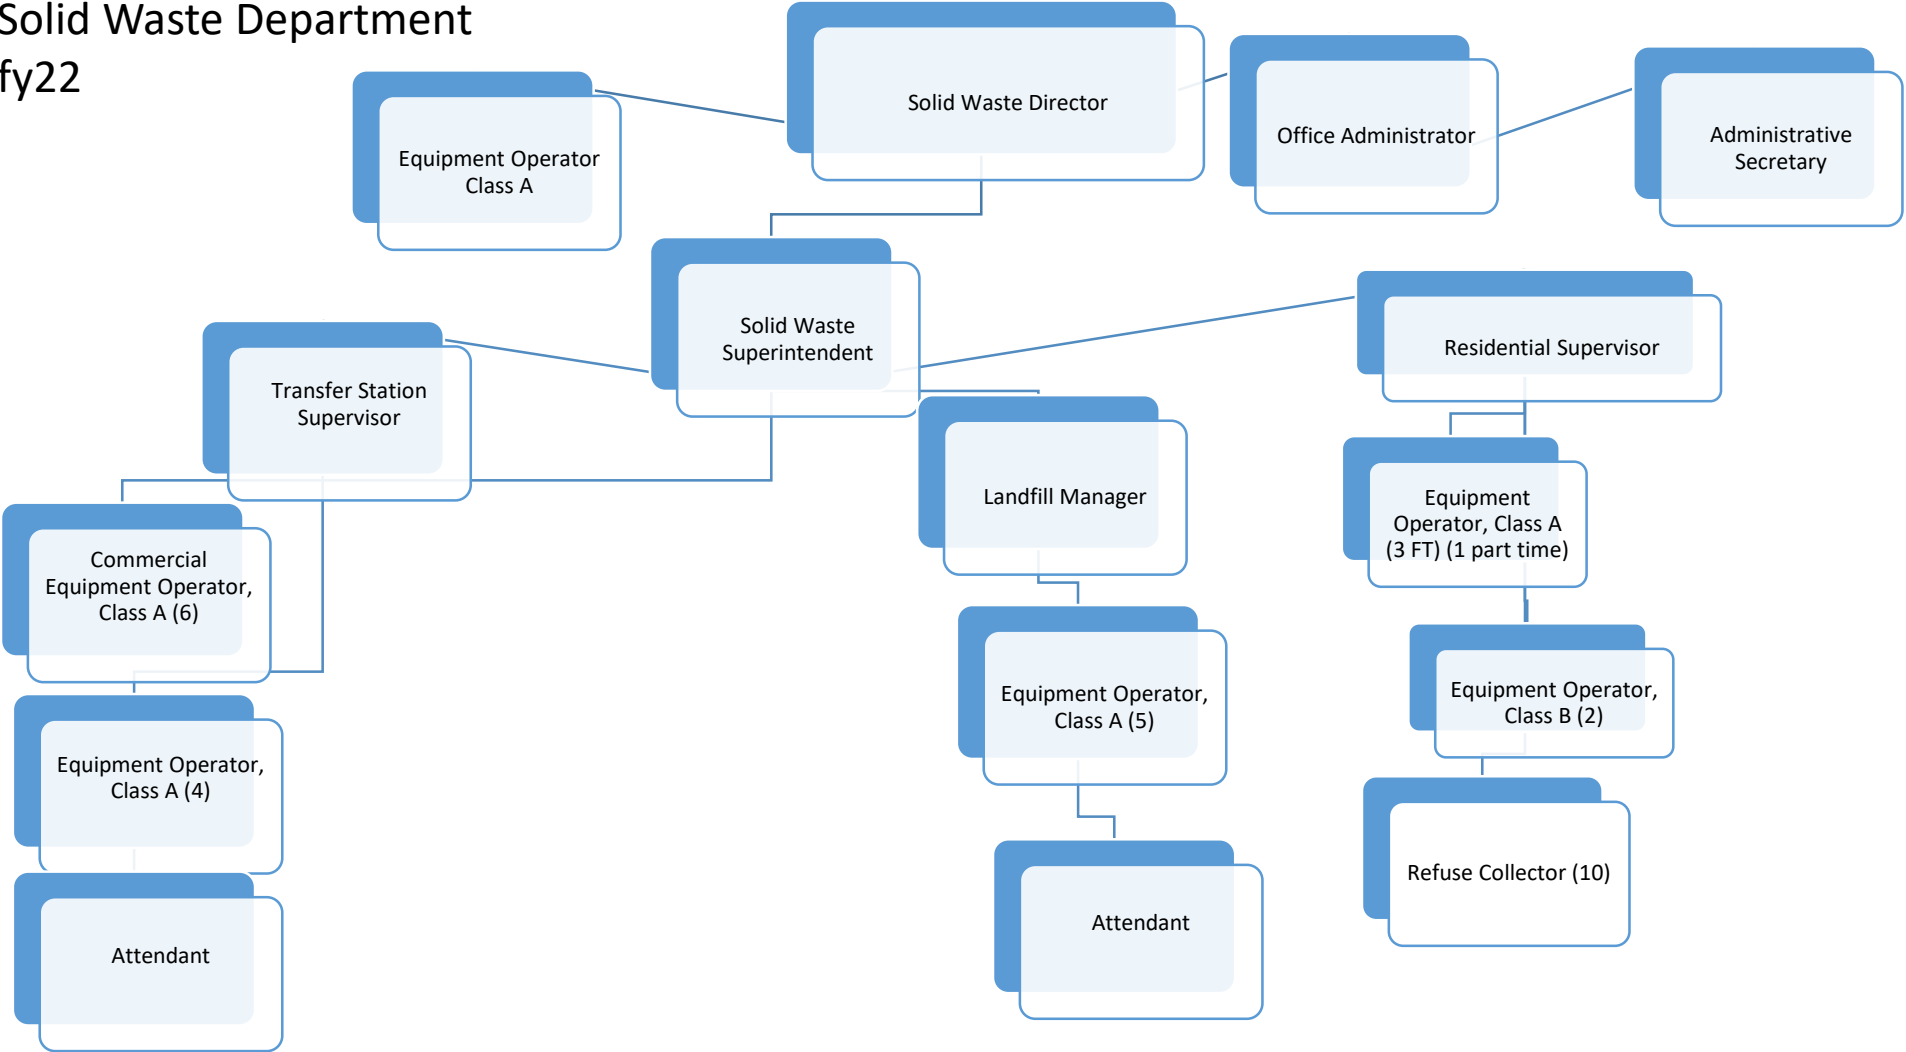 Solid Waste Department
fy22
Solid Waste Director
Equipment Operator
Class A
Office Administrator
Administrative
Secretary
Solid Waste
Superintendent
Transfer Station
Supervisor
Residential Supervisor
Landfill Manager
Equipment
Operator, Class A
(3 FT) (1 part time)
Commercial
Equipment Operator,
Class A (6)
Equipment Operator,
Class A (5)
Equipment Operator,
Class B (2)
Equipment Operator,
Class A (4)
Refuse Collector (10)
Attendant
Attendant